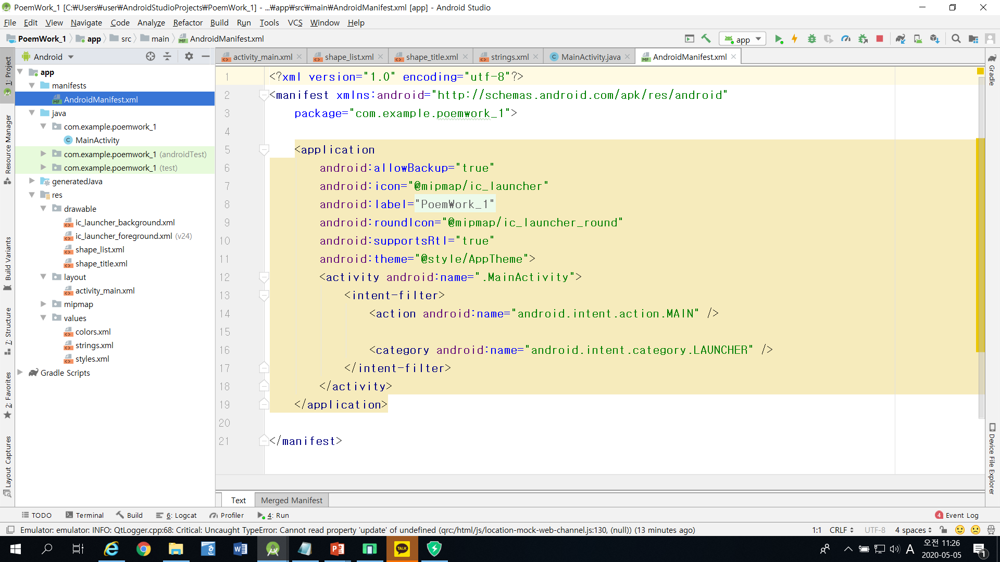 PoemWork_1 [C:₩Users₩user₩AndroidStudioProjects₩PoemWork_1] - ...₩app₩src₩main₩AndroidManifest.xml [app] - Android Studio
File Edit View Navigate Code Analyze Refactor Build Run Tools VCS Window Help
PoemWork_1 app src main AndroidManifest.xml app
Android
activity_main.xml shape_list.xml shape_title.xml strings.xml MainActivity.java AndroidManifest.xml
1: Project
Resource Manager
Build Variants
7: Structure
2: Favorites
Layout Captures
app
manifests
AndroidManifest.xml
java
com.example.poemwork_1
MainActivity
com.example.poemwork_1 (androidTest)
com.example.poemwork_1 (test)
generatedJava
res
drawable
ic_launcher_background.xml
ic_launcher_foreground.xml (v24)
shape_list.xml
shape_title.xml
layout
activity_main.xml
mipmap
values
colors.xml
strings.xml
styles.xml
Gradle Scripts
1 <?xml version="1.0" encoding="utf-8"?>
2 <manifest xmlns:android="http://schemas.android.com/apk/res/android"
3 package="com.example.poemwork_1">
4
5 <application
6 android:allowBackup="true"
7 android:icon="@mipmap/ic_launcher"
8 android:label="PoemWork_1"
9 android:roundIcon="@mipmap/ic_launcher_round"
10 android:supportsRtl="true"
11 android:theme="@style/AppTheme">
12 <activity android:name=".MainActivity">
13 <intent-filter>
14 <action android:name="android.intent.action.MAIN" />
15
16 <category android:name="android.intent.category.LAUNCHER" />
17 </intent-filter>
18 </activity>
19 </application>
20
21 </manifest>
Gradle
Device File Explorer
Text Merged Manifest
TODO Terminal Build 6: Logcat Profiler 4: Run 4 Event Log
Emulator: emulator: INFO: QtLogger.cpp:68: Critical: Uncaught TypeError: Cannot read property 'update' of undefined (qrc:/html/js/location-mock-web-channel.js:130, (null)) (13 minutes ago) 1:1 CRLF UTF-8 4 spaces
TALK A 오전 11:26
2020-05-05 1